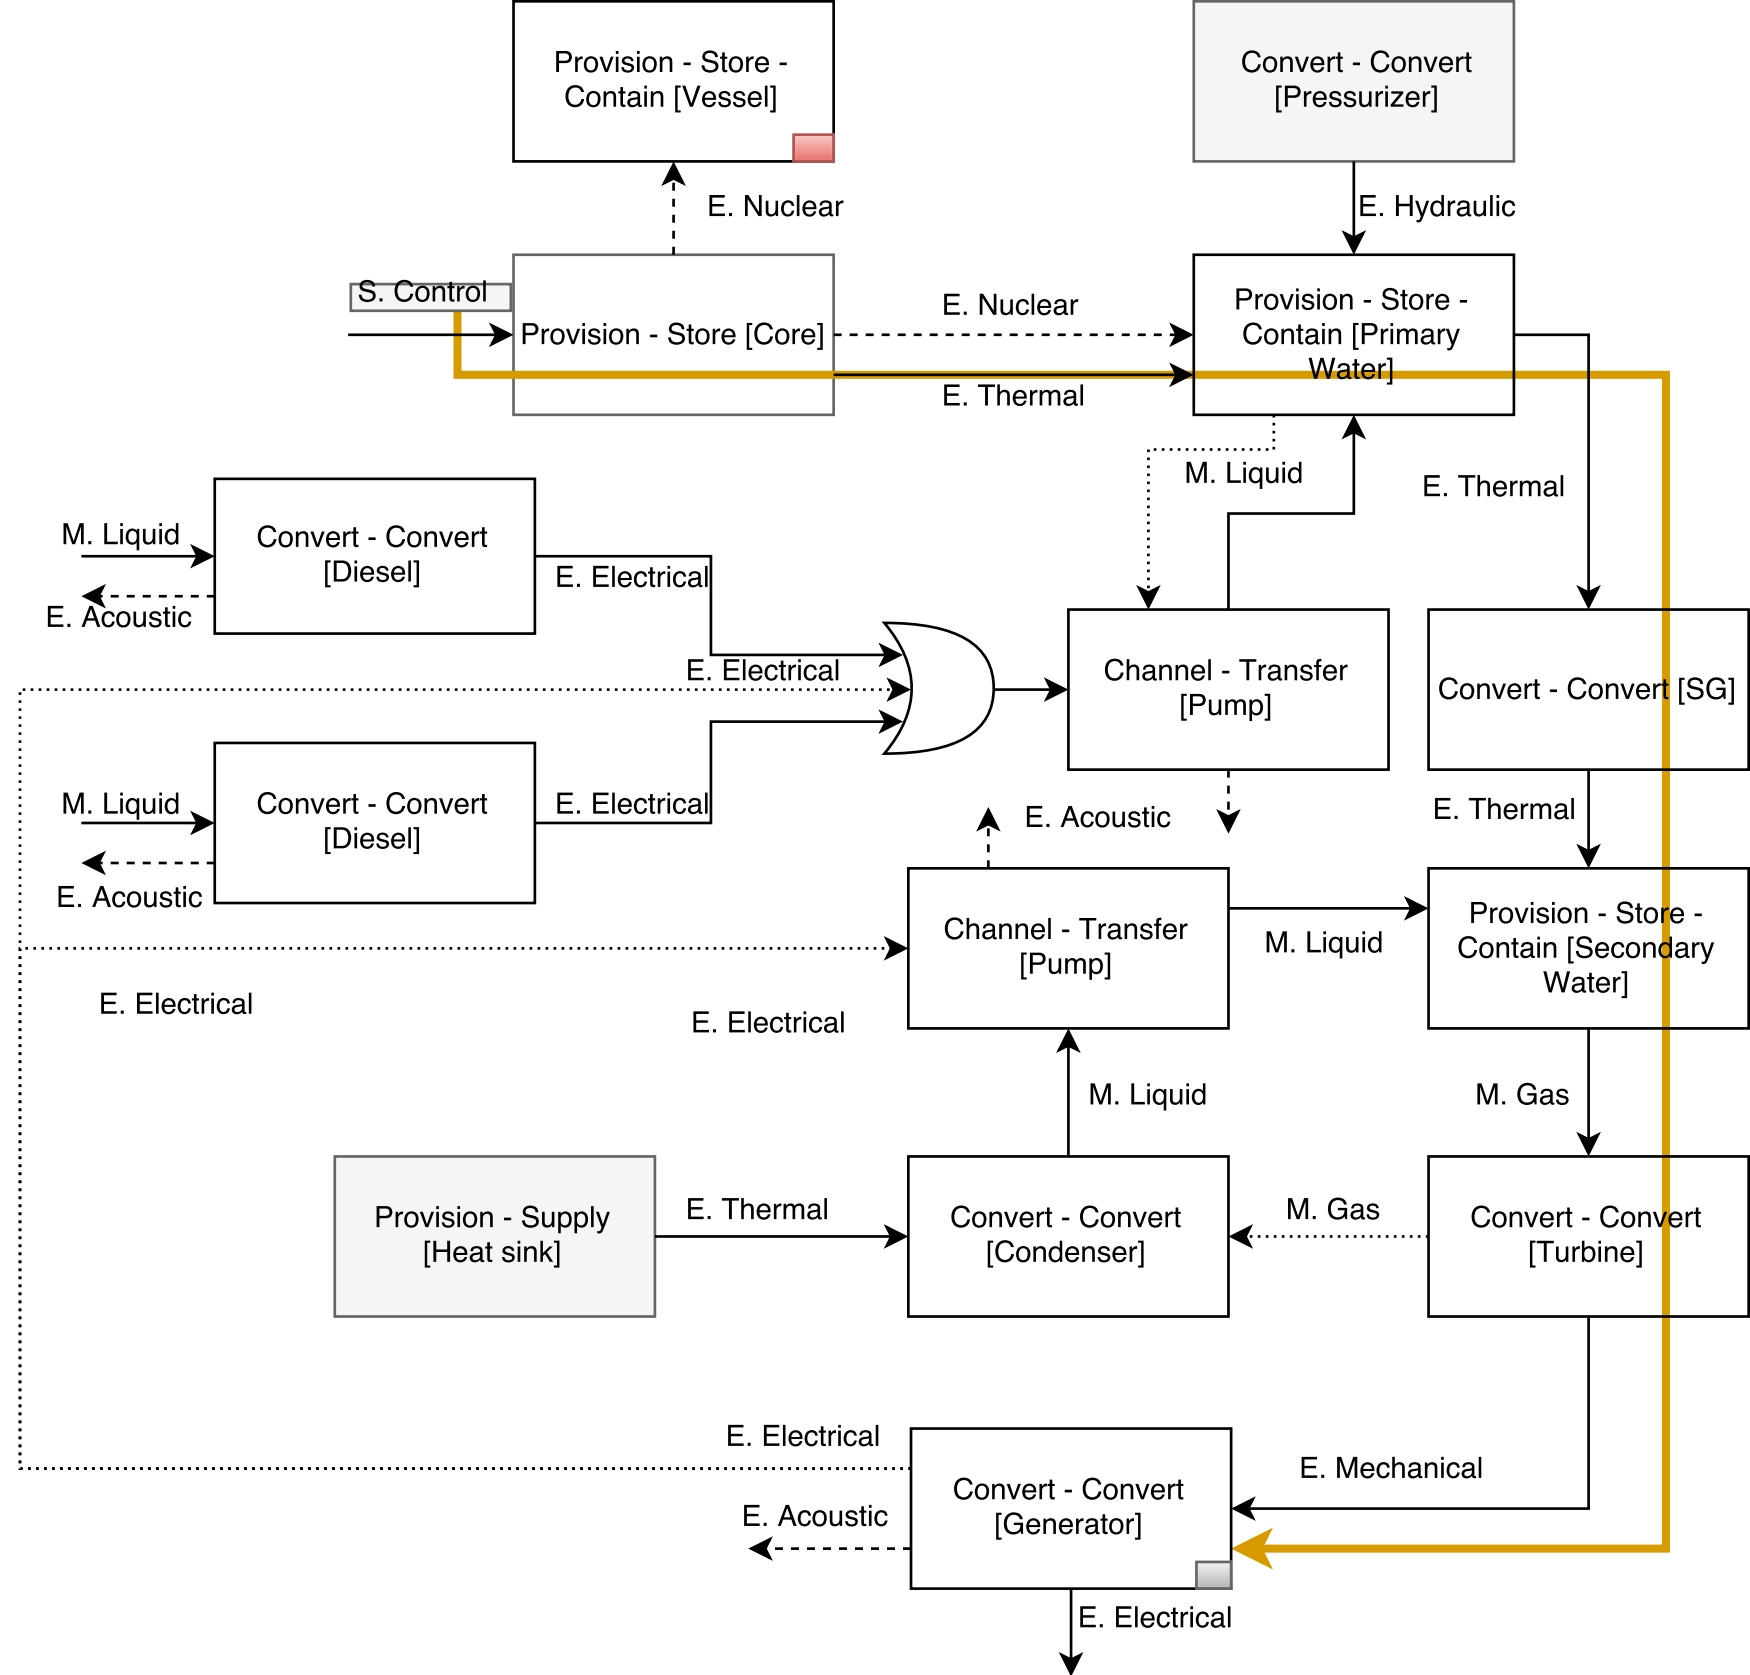 Provision - Store -
Contain [Vessel]
Convert - Convert
[Pressurizer]
E. Nuclear
E. Hydraulic
S. Control
Provision - Store [Core]
E. Nuclear
E. Thermal
Provision - Store -
Contain [Primary
Water]
M. Liquid
E. Thermal
M. Liquid
E. Acoustic
Convert - Convert
[Diesel]
E. Electrical
E. Electrical
Channel - Transfer
[Pump]
Convert - Convert [SG]
M. Liquid
E. Acoustic
Convert - Convert
[Diesel]
E. Electrical
E. Acoustic
E. Thermal
Channel - Transfer
[Pump]
M. Liquid
Provision - Store -
Contain [Secondary
Water]
E. Electrical
E. Electrical
M. Liquid
M. Gas
Provision - Supply
[Heat sink]
E. Thermal
Convert - Convert
[Condenser]
M. Gas
Convert - Convert
[Turbine]
E. Electrical
E. Acoustic
Convert - Convert
[Generator]
E. Mechanical
E. Electrical